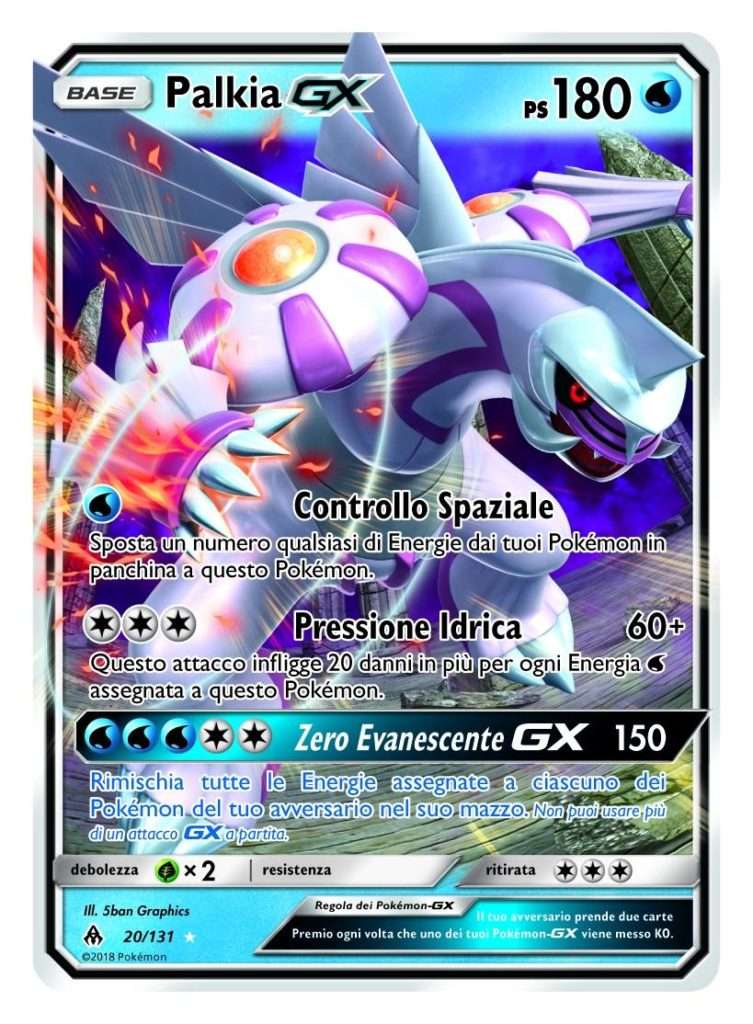 BASE Palkia GX PS 180
Controllo Spaziale
Sposta un numero qualsiasi di Energie dai tuoi Pokémon in
panchina a questo Pokémon.
Pressione Idrica 60+
Questo attacco infligge 20 danni in più per ogni Energia
assegnata a questo Pokémon.
Zero Evanescente GX 150
Rimischia tutte le Energie assegnate a ciascuno dei
Pokémon del tuo avversario nel suo mazzo. Non puoi usare più
di un attacco GX a partita.
debolezza × 2 resistenza ritirata
Ill. 5ban Graphics
20/131
©2018 Pokémon
Regola dei Pokémon-GX
Il tuo avversario prende due carte
Premio ogni volta che uno dei tuoi Pokémon-GX viene messo KO.